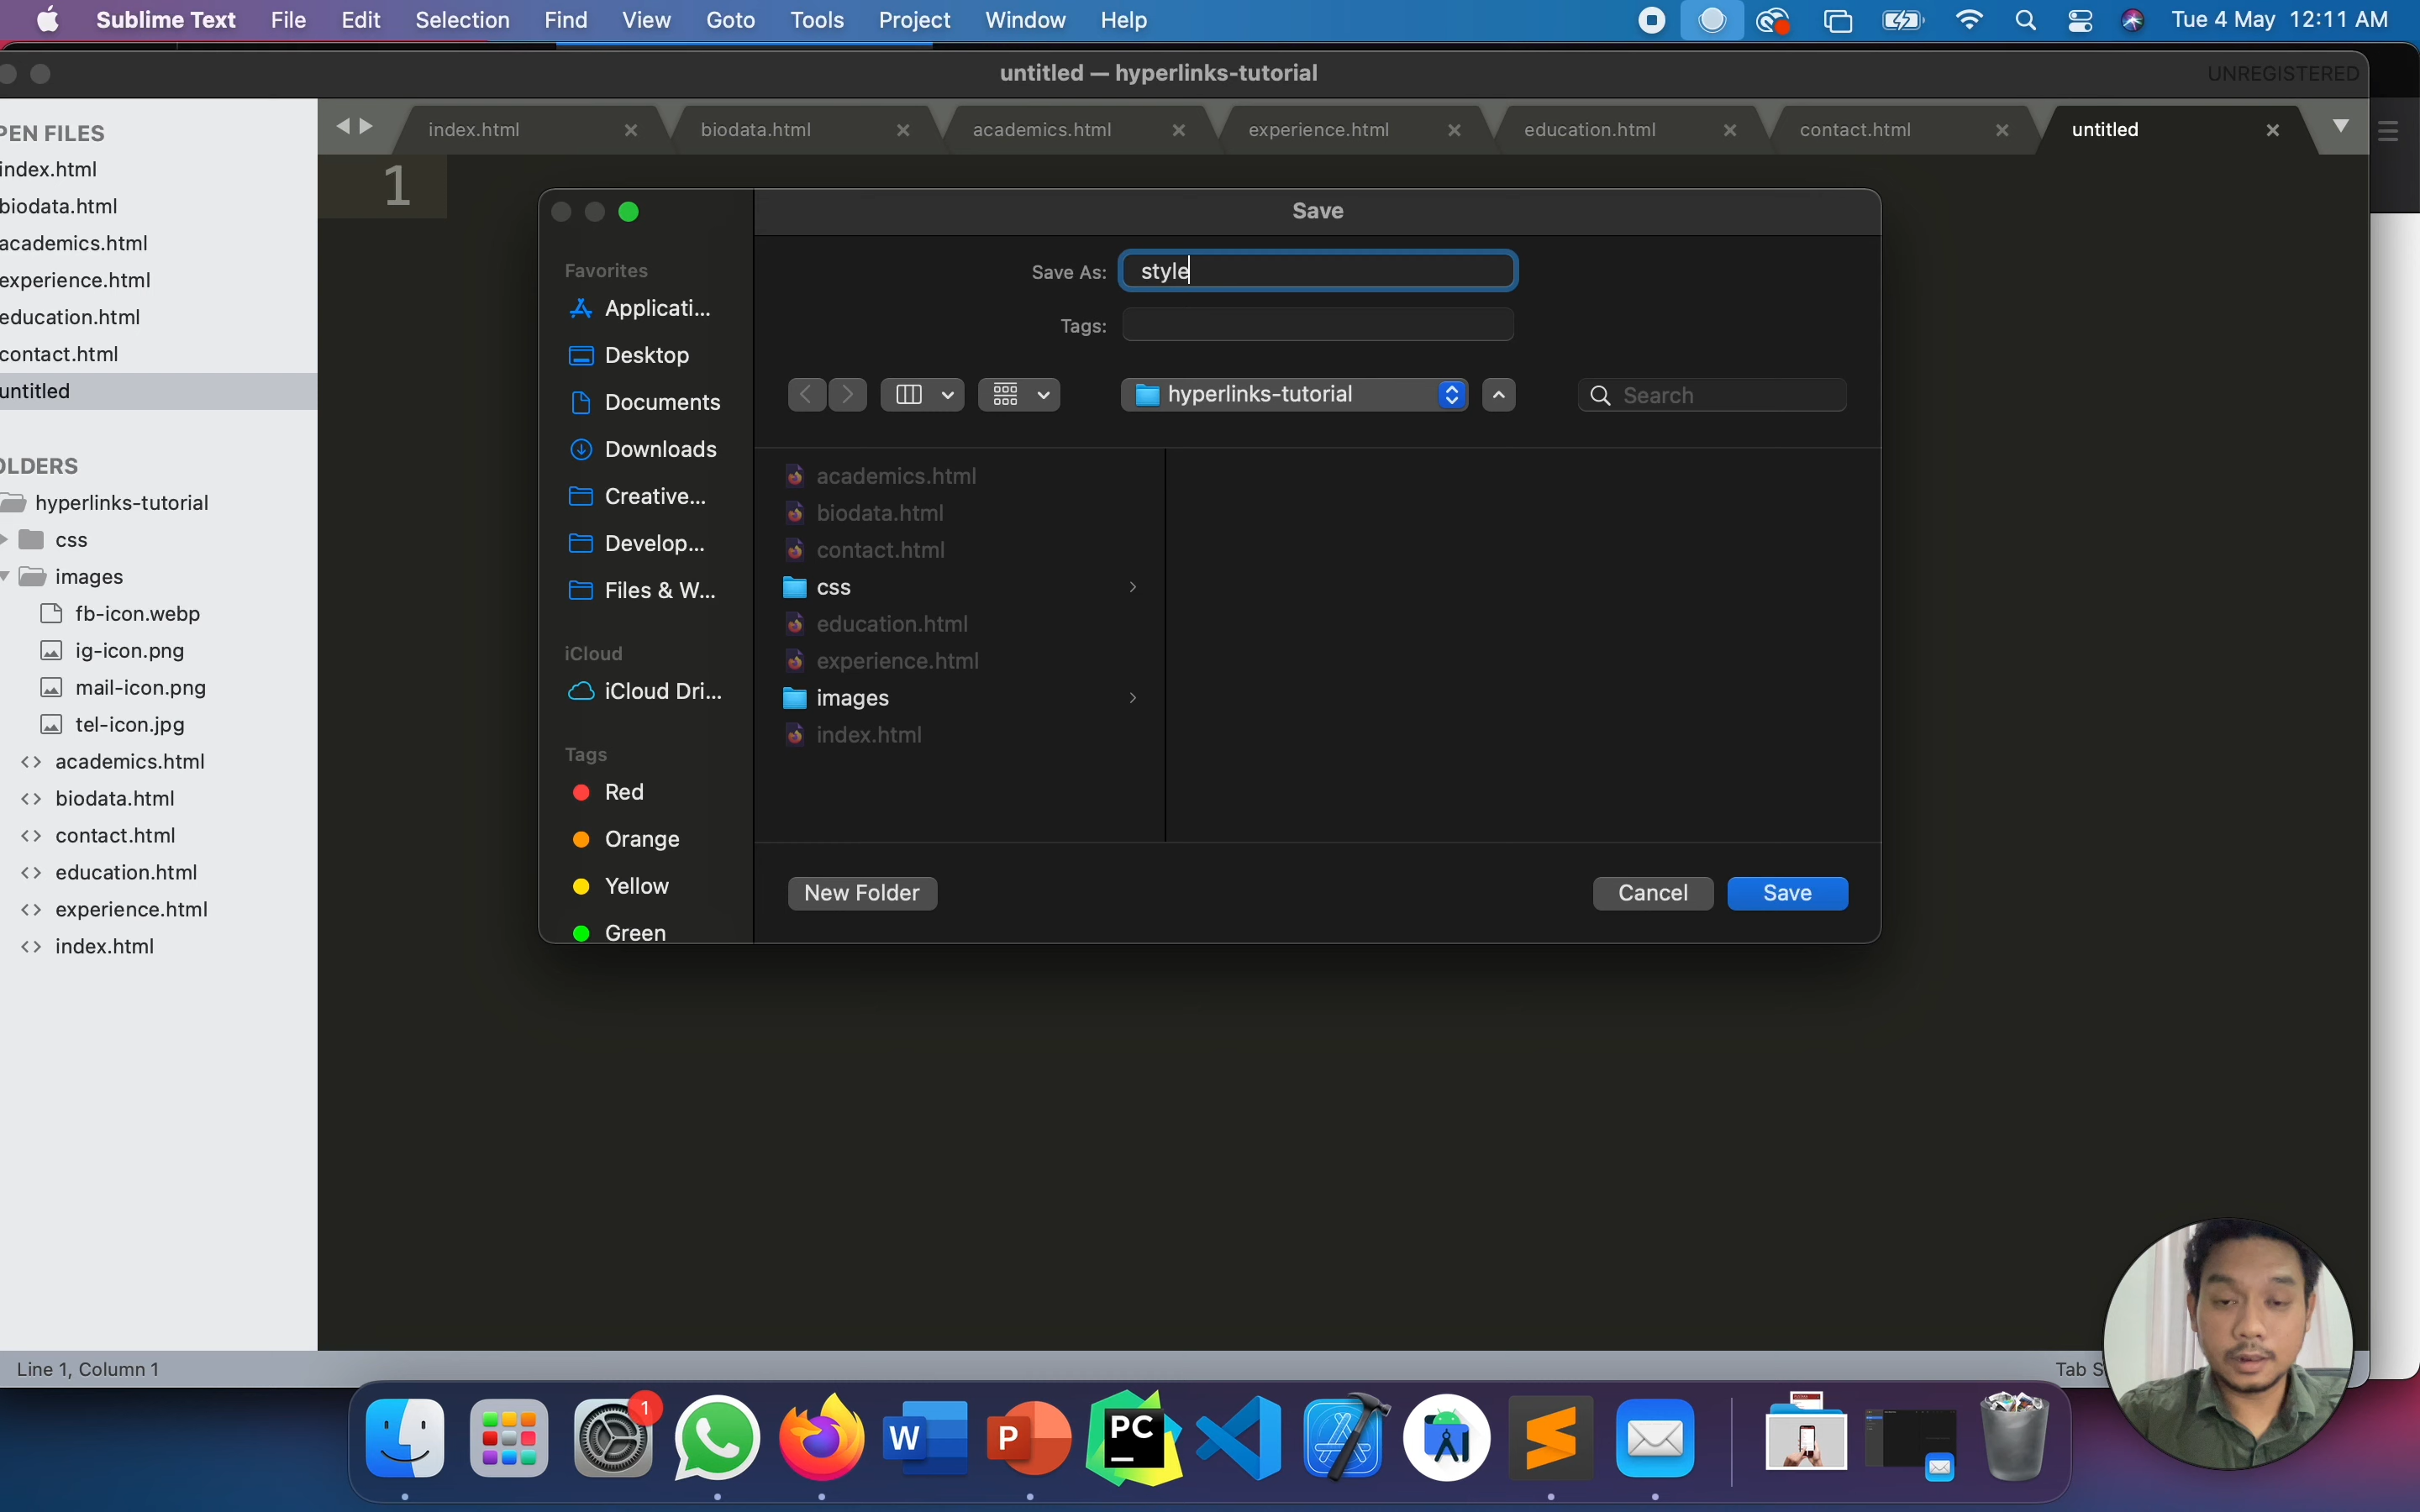 Sublime Text File Edit Selection Find View Goto Tools Project Window Help Tue 4 May 12:11 AM
untitled — hyperlinks-tutorial UNREGISTERED
PEN FILES
index.html
biodata.html
academics.html
experience.html
education.html
contact.html
untitled
OLDERS
hyperlinks-tutorial
css
images
fb-icon.webp
ig-icon.png
mail-icon.png
tel-icon.jpg
academics.html
biodata.html
contact.html
education.html
experience.html
index.html
index.html biodata.html academics.html experience.html education.html contact.html untitled
1
Save
Save As: style
Tags:
hyperlinks-tutorial
Search
Favorites
Applicati...
Desktop
Documents
Downloads
Creative...
Develop...
Files & W...
iCloud
iCloud Dri...
Tags
Red
Orange
Yellow
Green
academics.html
biodata.html
contact.html
css
education.html
experience.html
images
index.html
New Folder
Cancel
Save
Line 1, Column 1
Tab S
1
W
P
PC